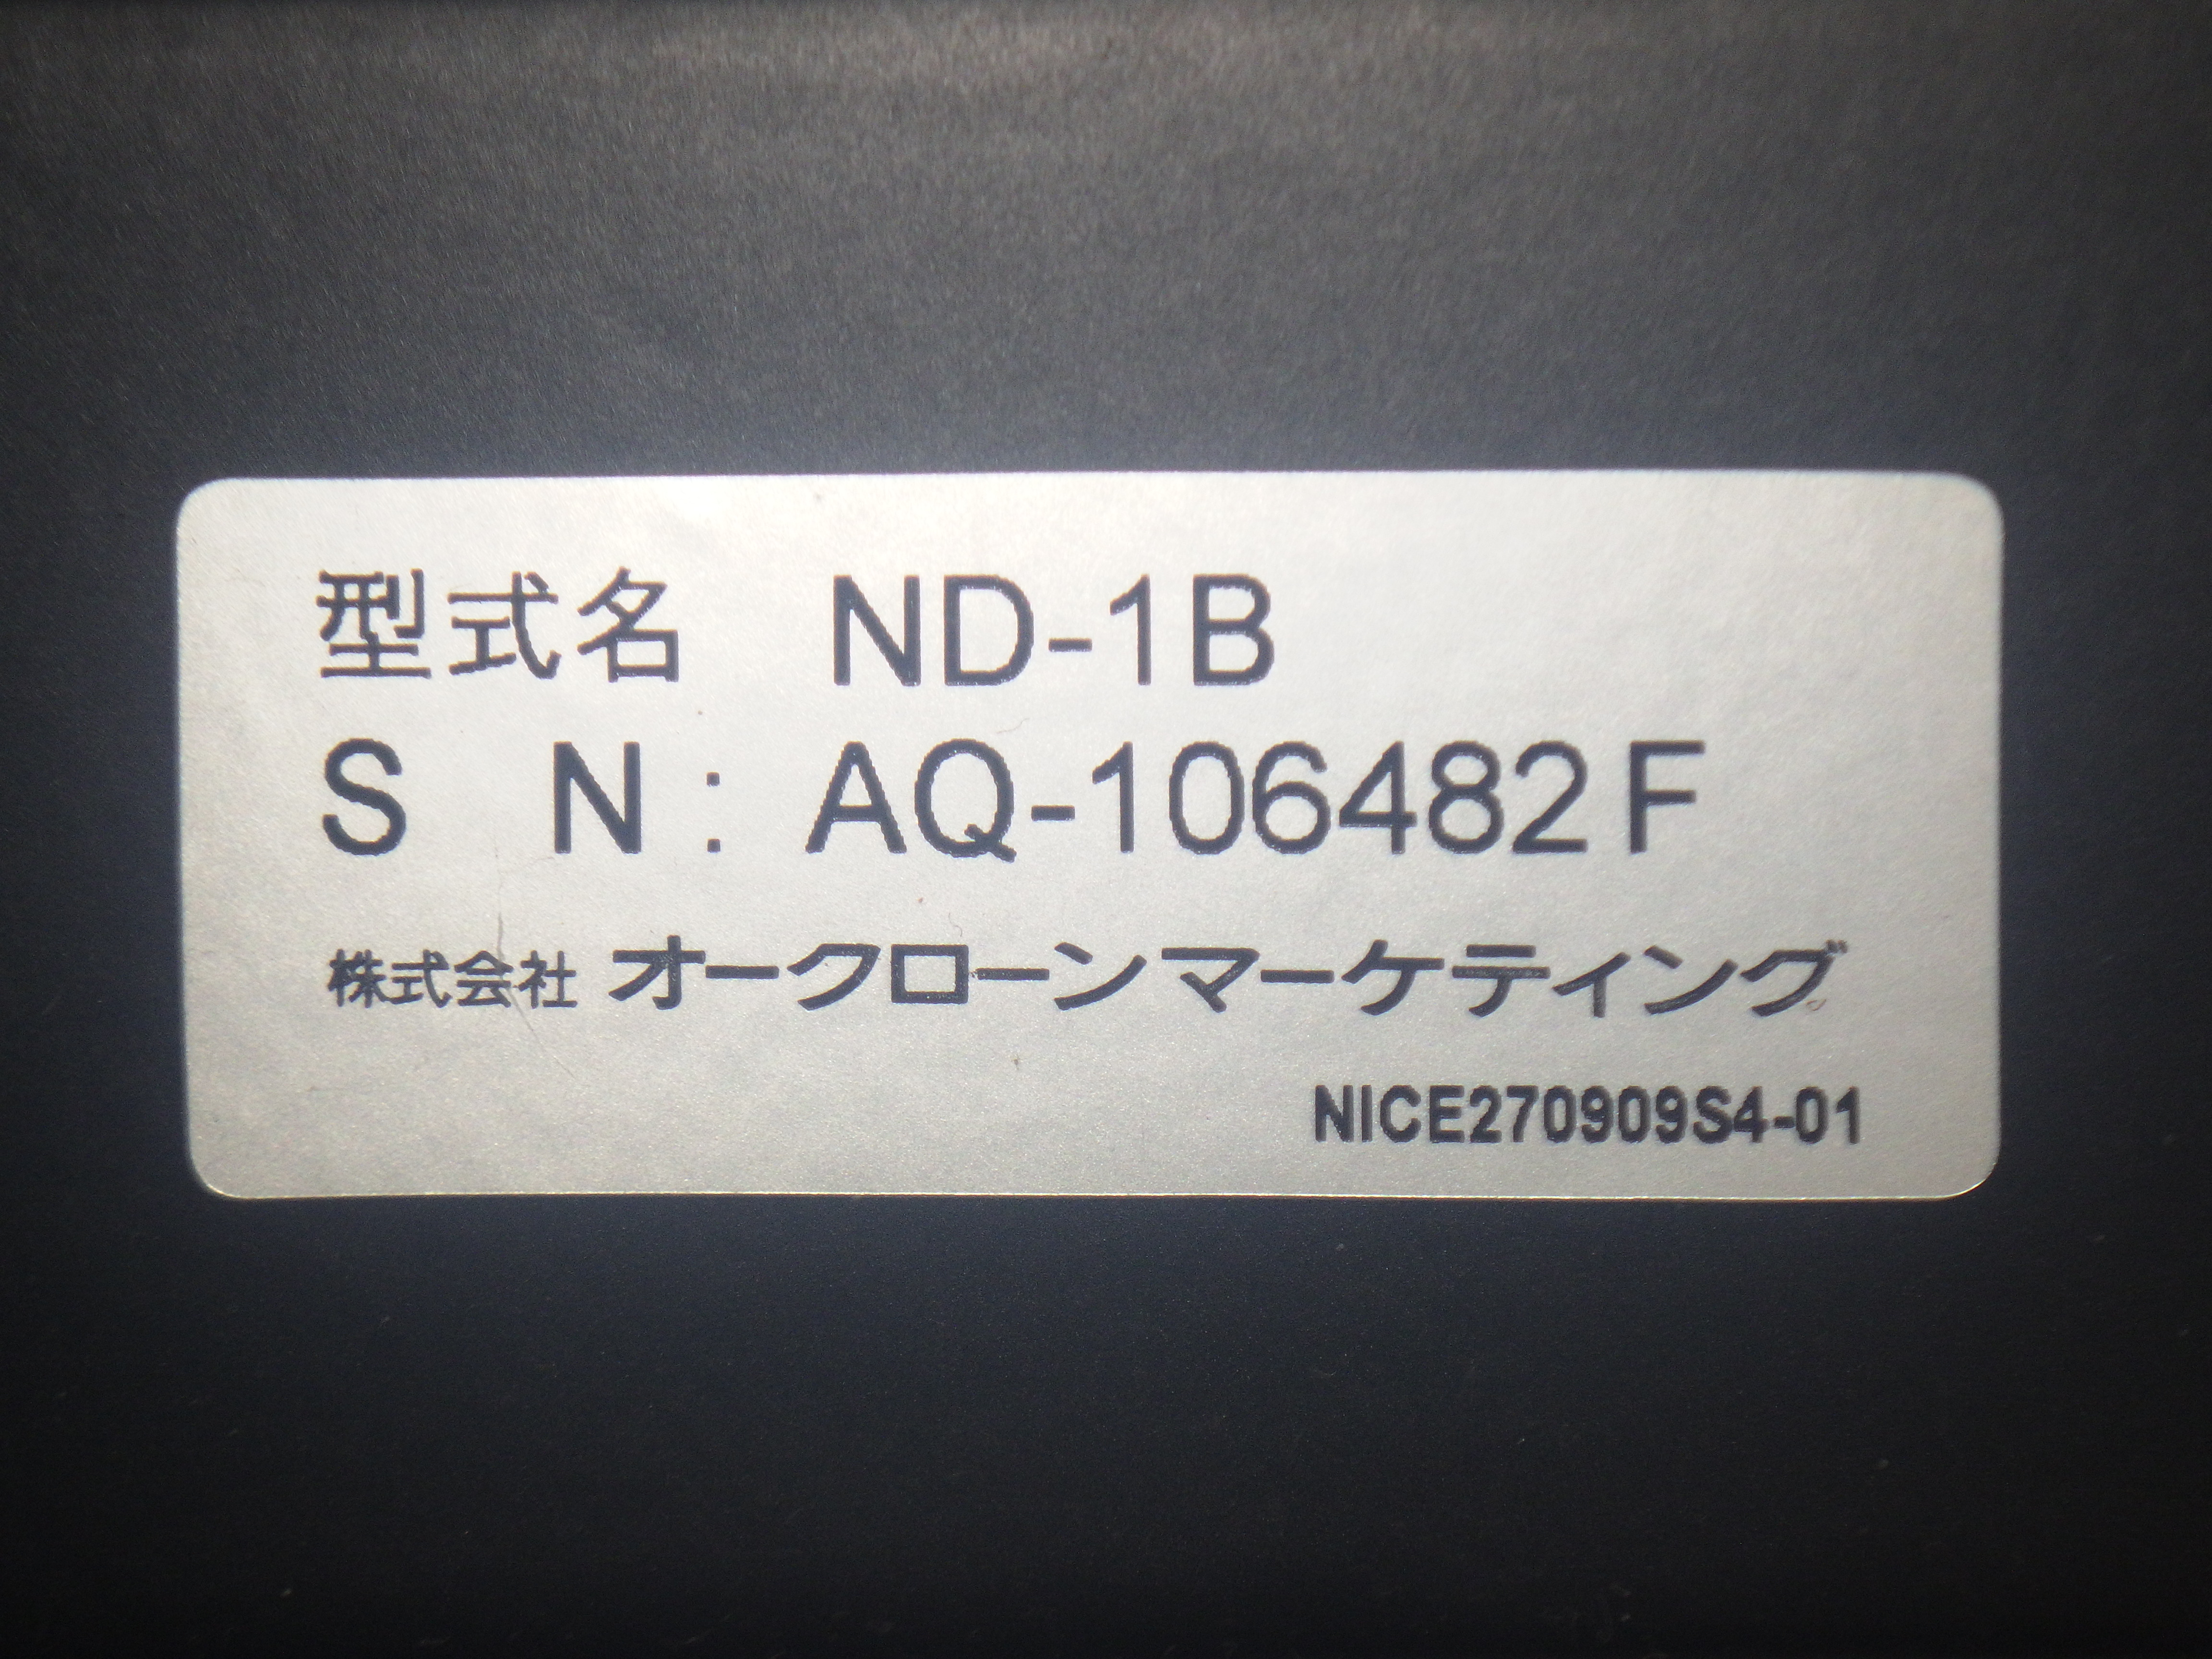 型式名 ND-1B
S N: AQ-106482F
株式会社 オークローンマーケティング
NICE270909S4-01